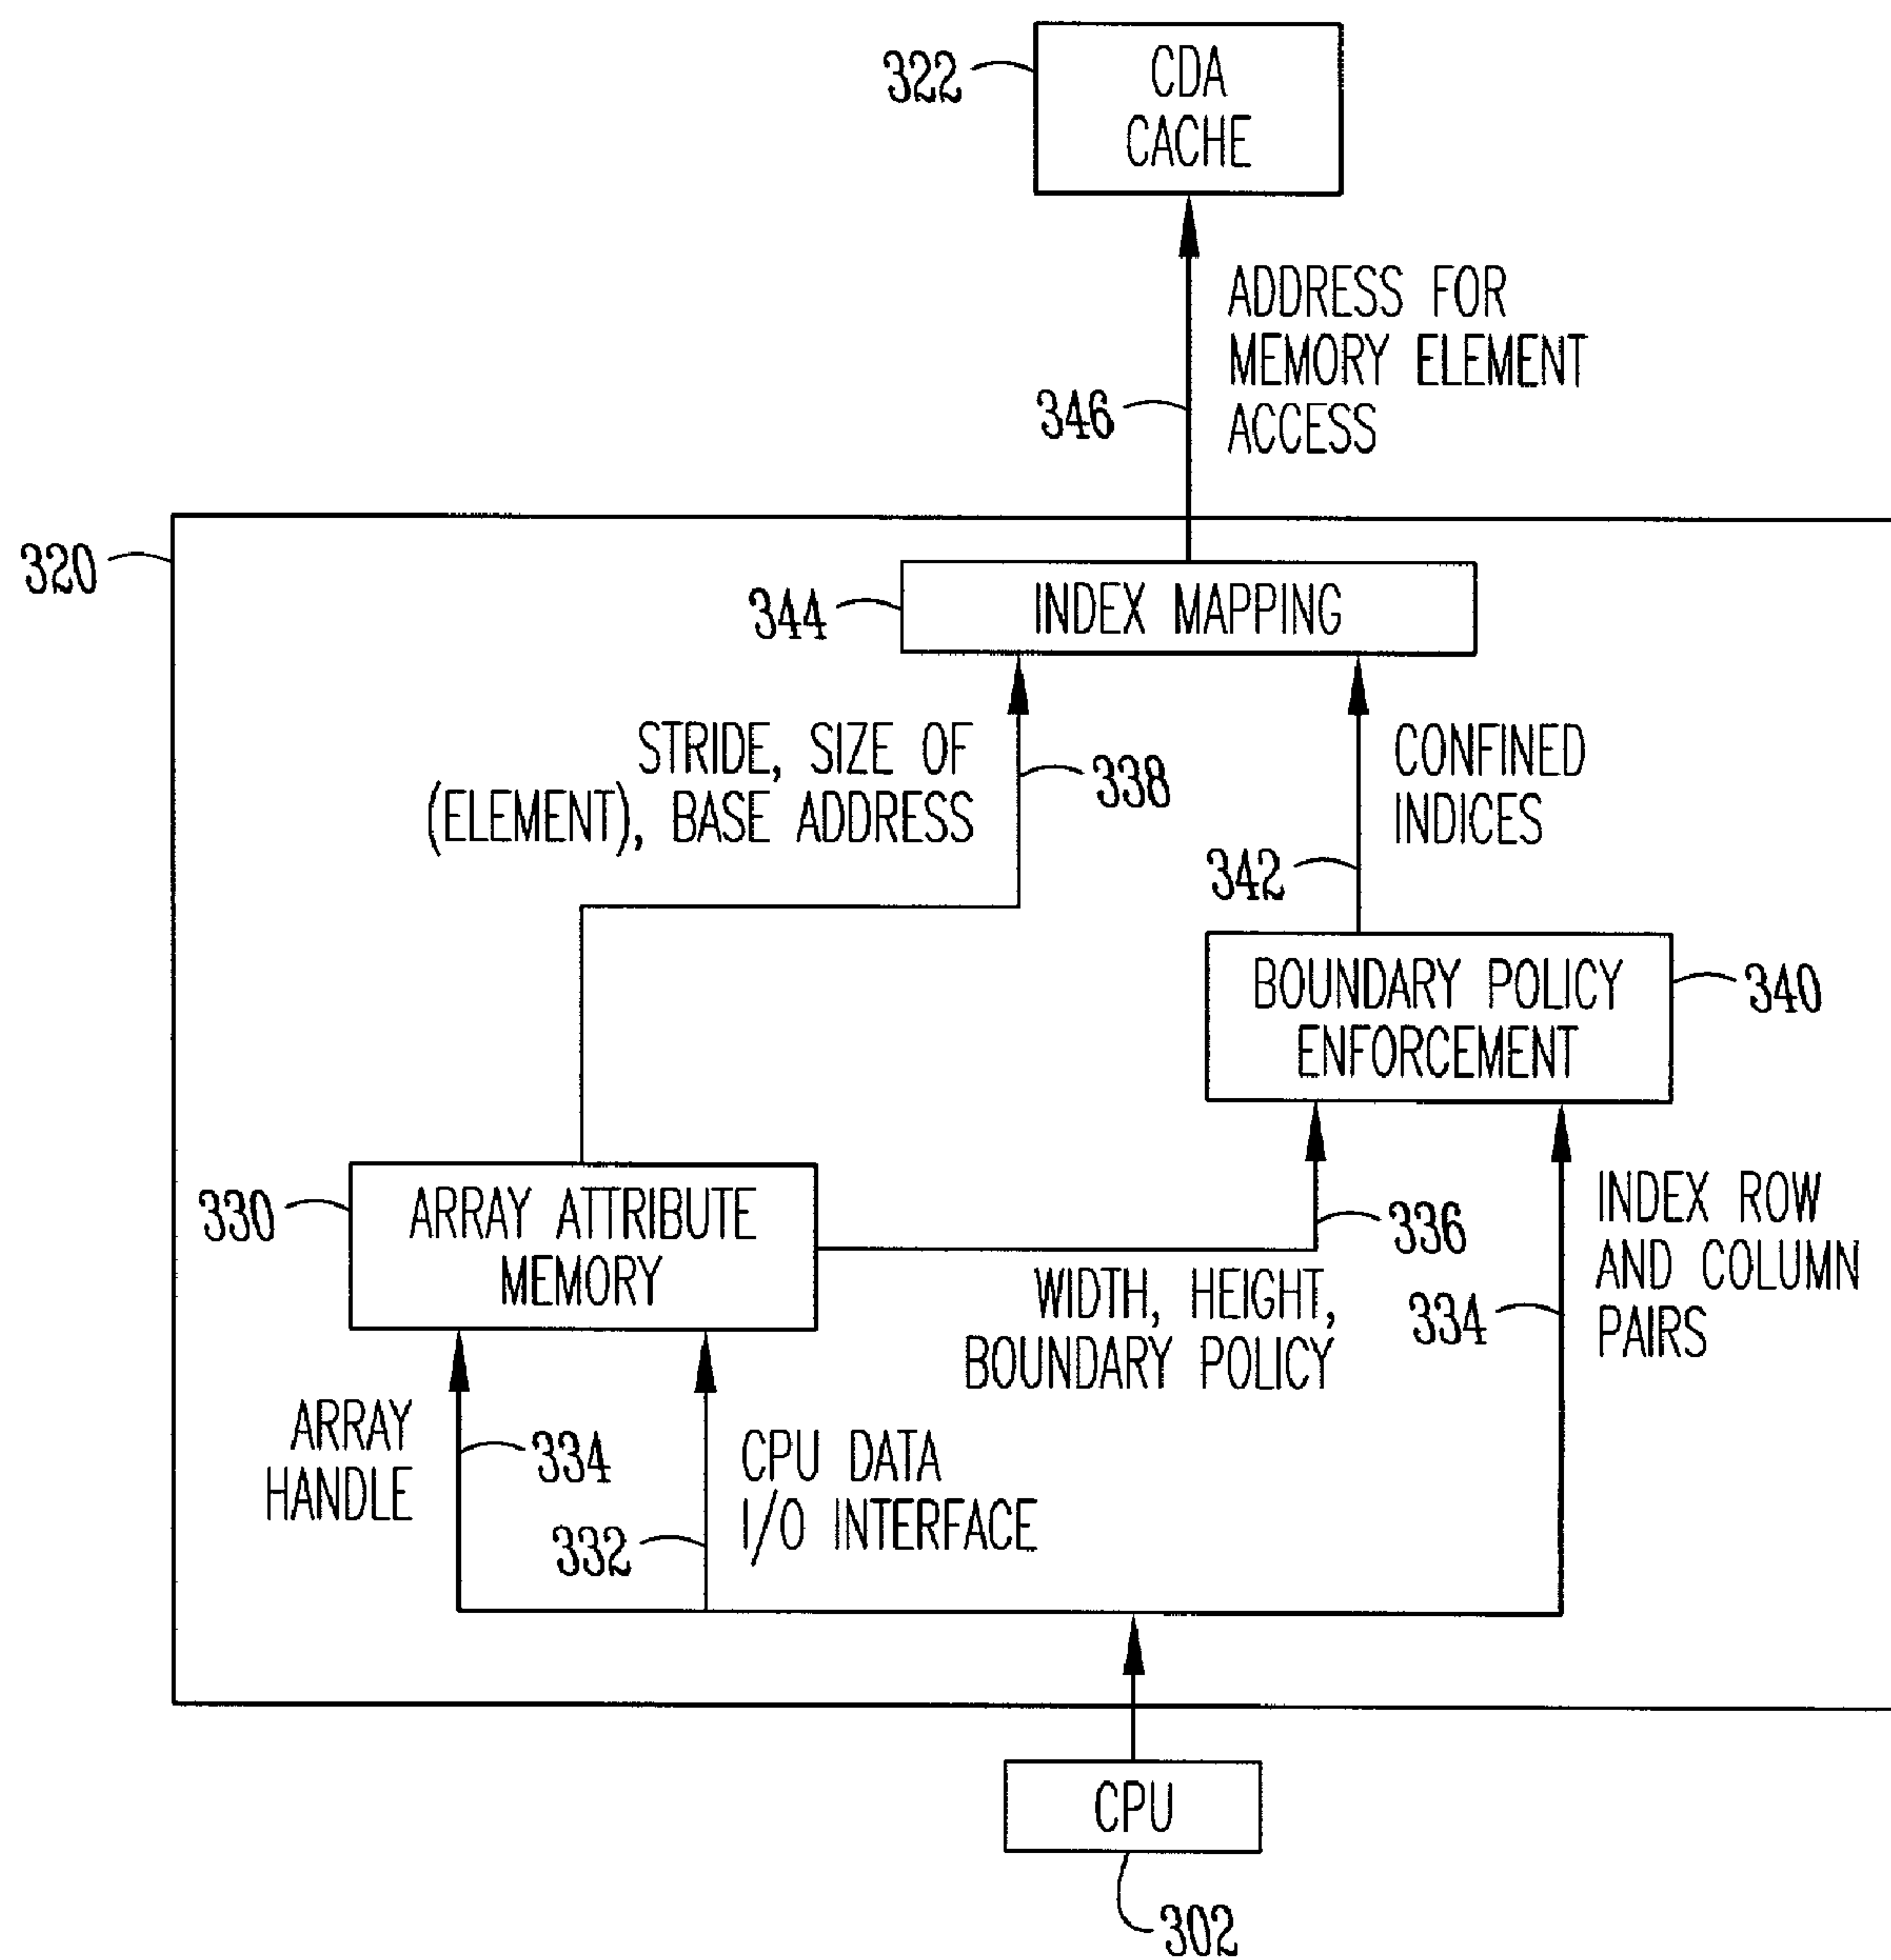 322
CDA
CACHE
ADDRESS FOR
MEMORY ELEMENT
ACCESS
346
320
344
INDEX MAPPING
STRIDE, SIZE OF
(ELEMENT), BASE ADDRESS
338
CONFINED
INDICES
342
BOUNDARY POLICY
ENFORCEMENT
340
330
ARRAY ATTRIBUTE
MEMORY
336
WIDTH, HEIGHT,
BOUNDARY POLICY
334
INDEX ROW
AND COLUMN
PAIRS
ARRAY
HANDLE
334
332
CPU DATA
I/O INTERFACE
CPU
302